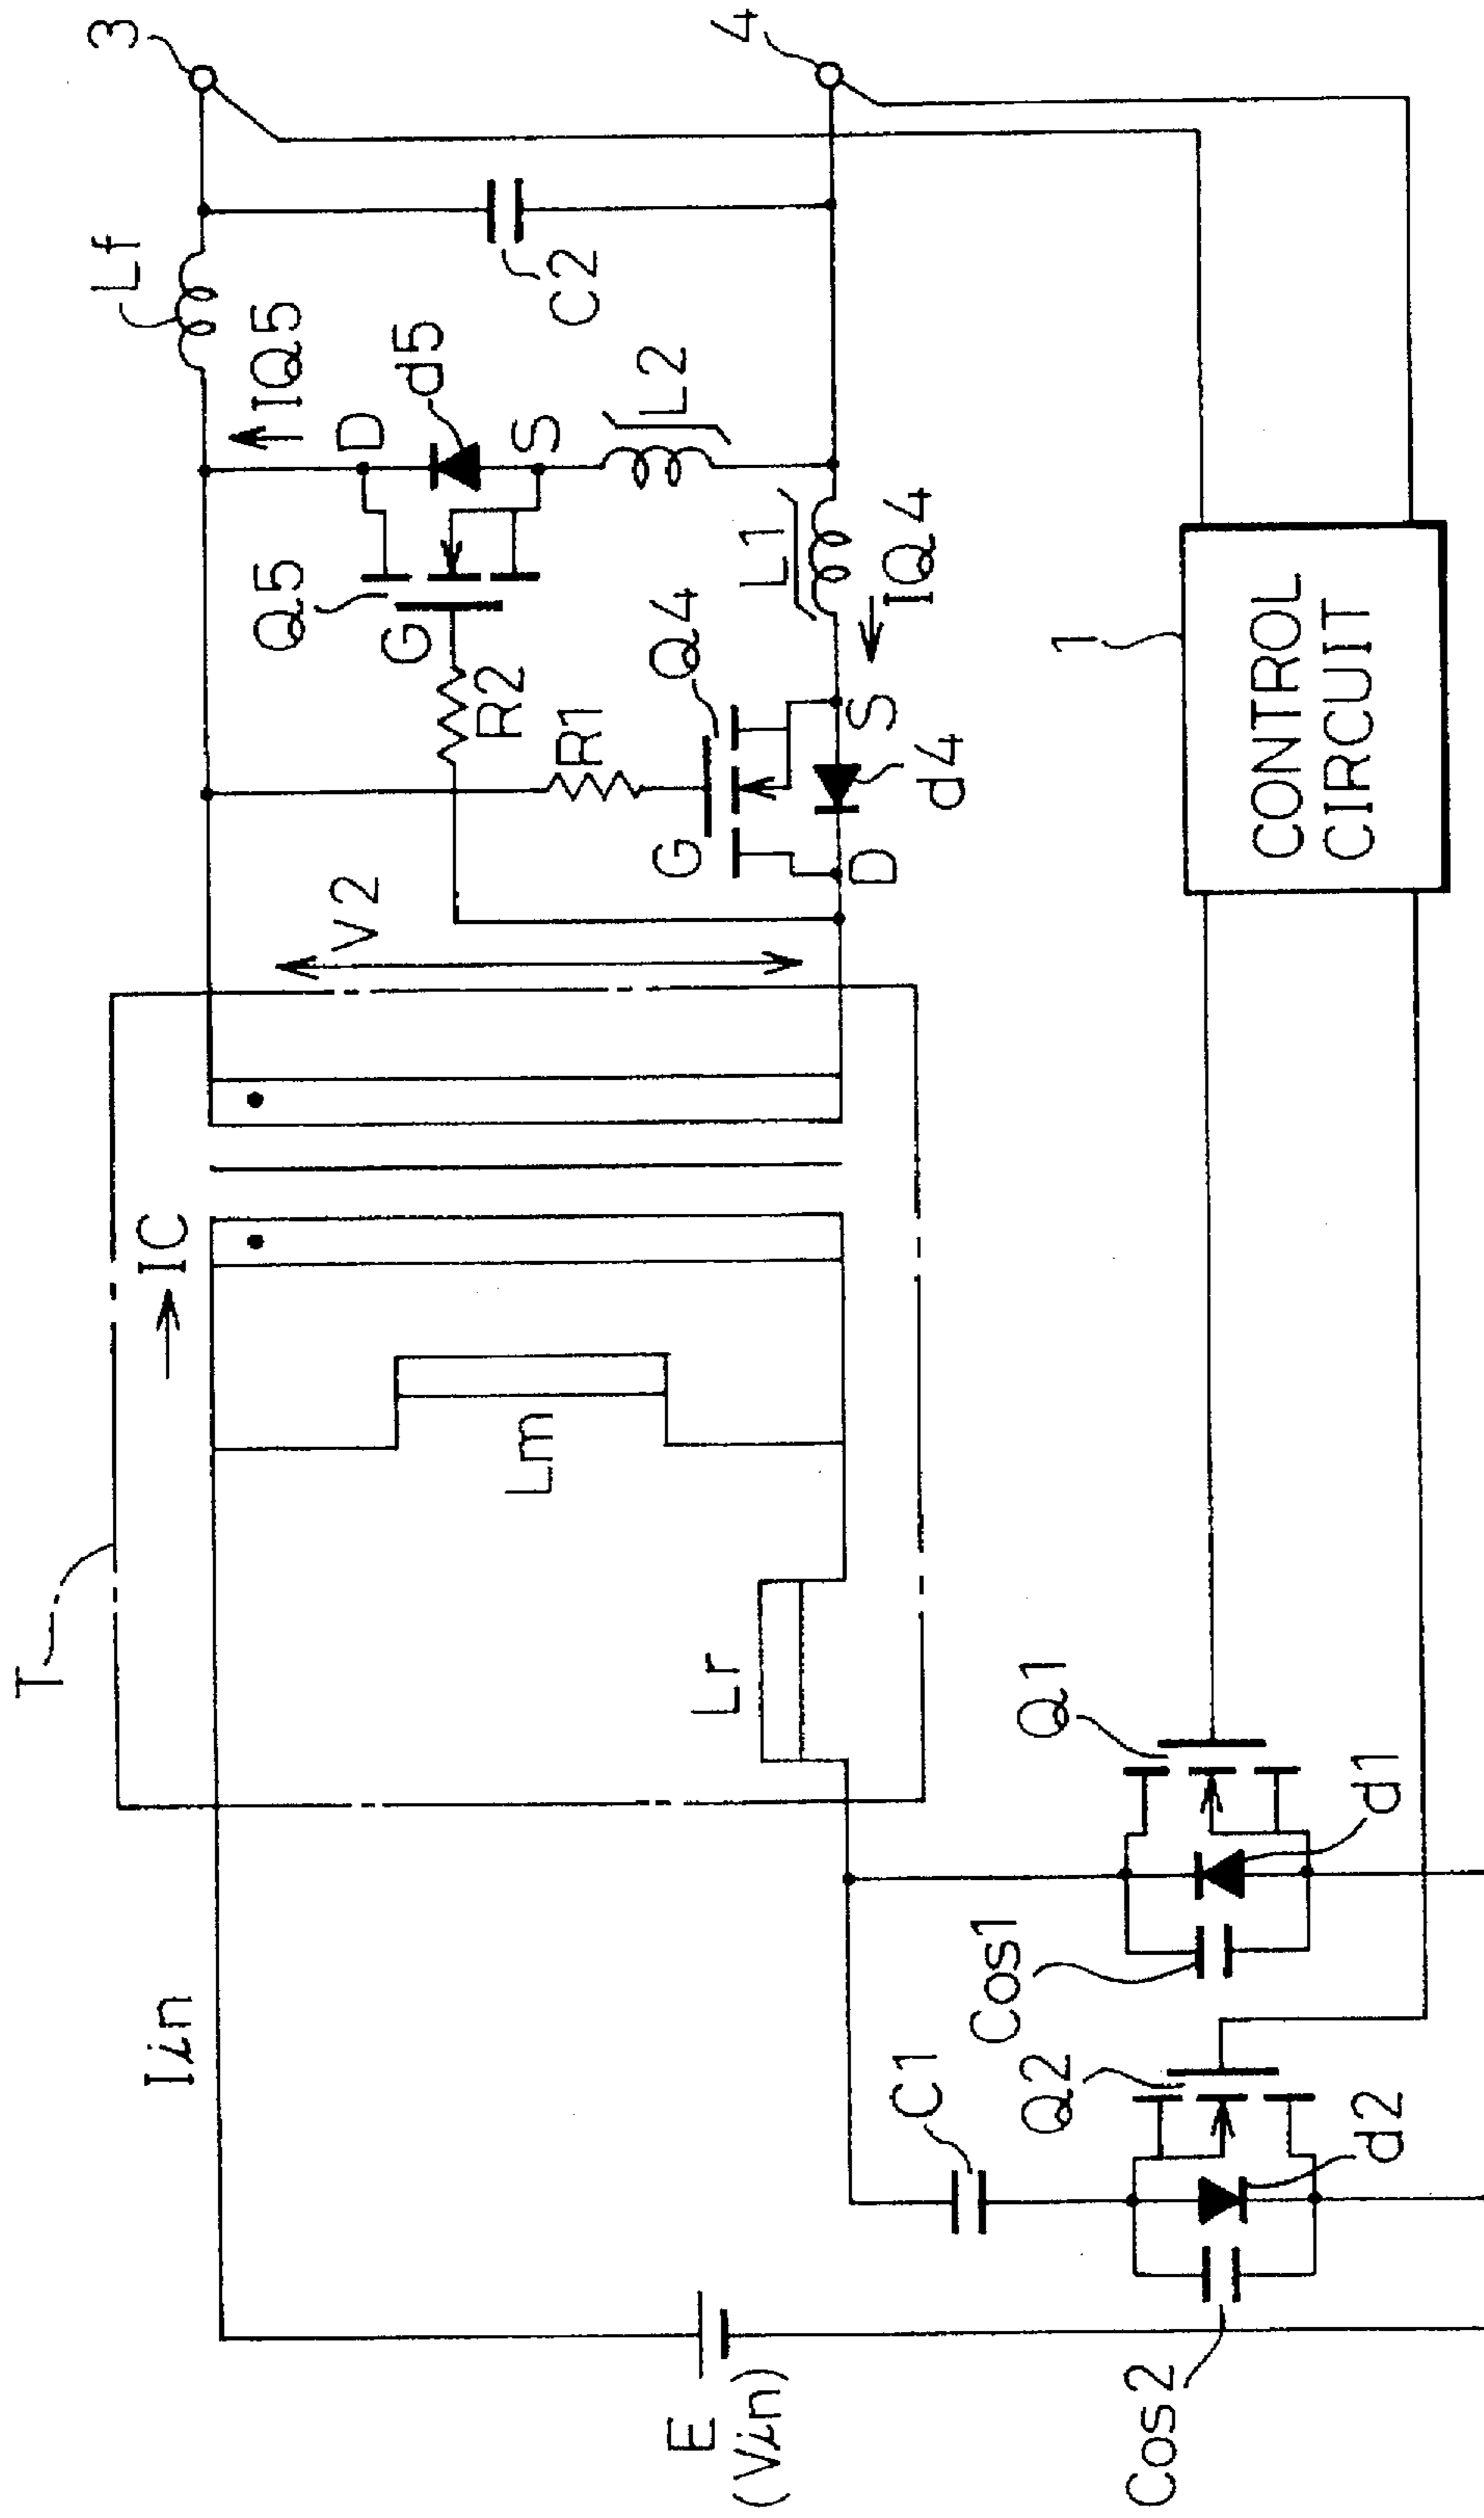 T
Iin
IC
Lf
3
E
(Vin)
Lr
Lm
V2
Q5
IQ5
D
G
d5
S
R2
R1
L2
C2
4
Q4
G
L1
D
S
IQ4
d4
C1
Cos1
Cos2
Q2
Q1
d2
d1
1
CONTROL
CIRCUIT